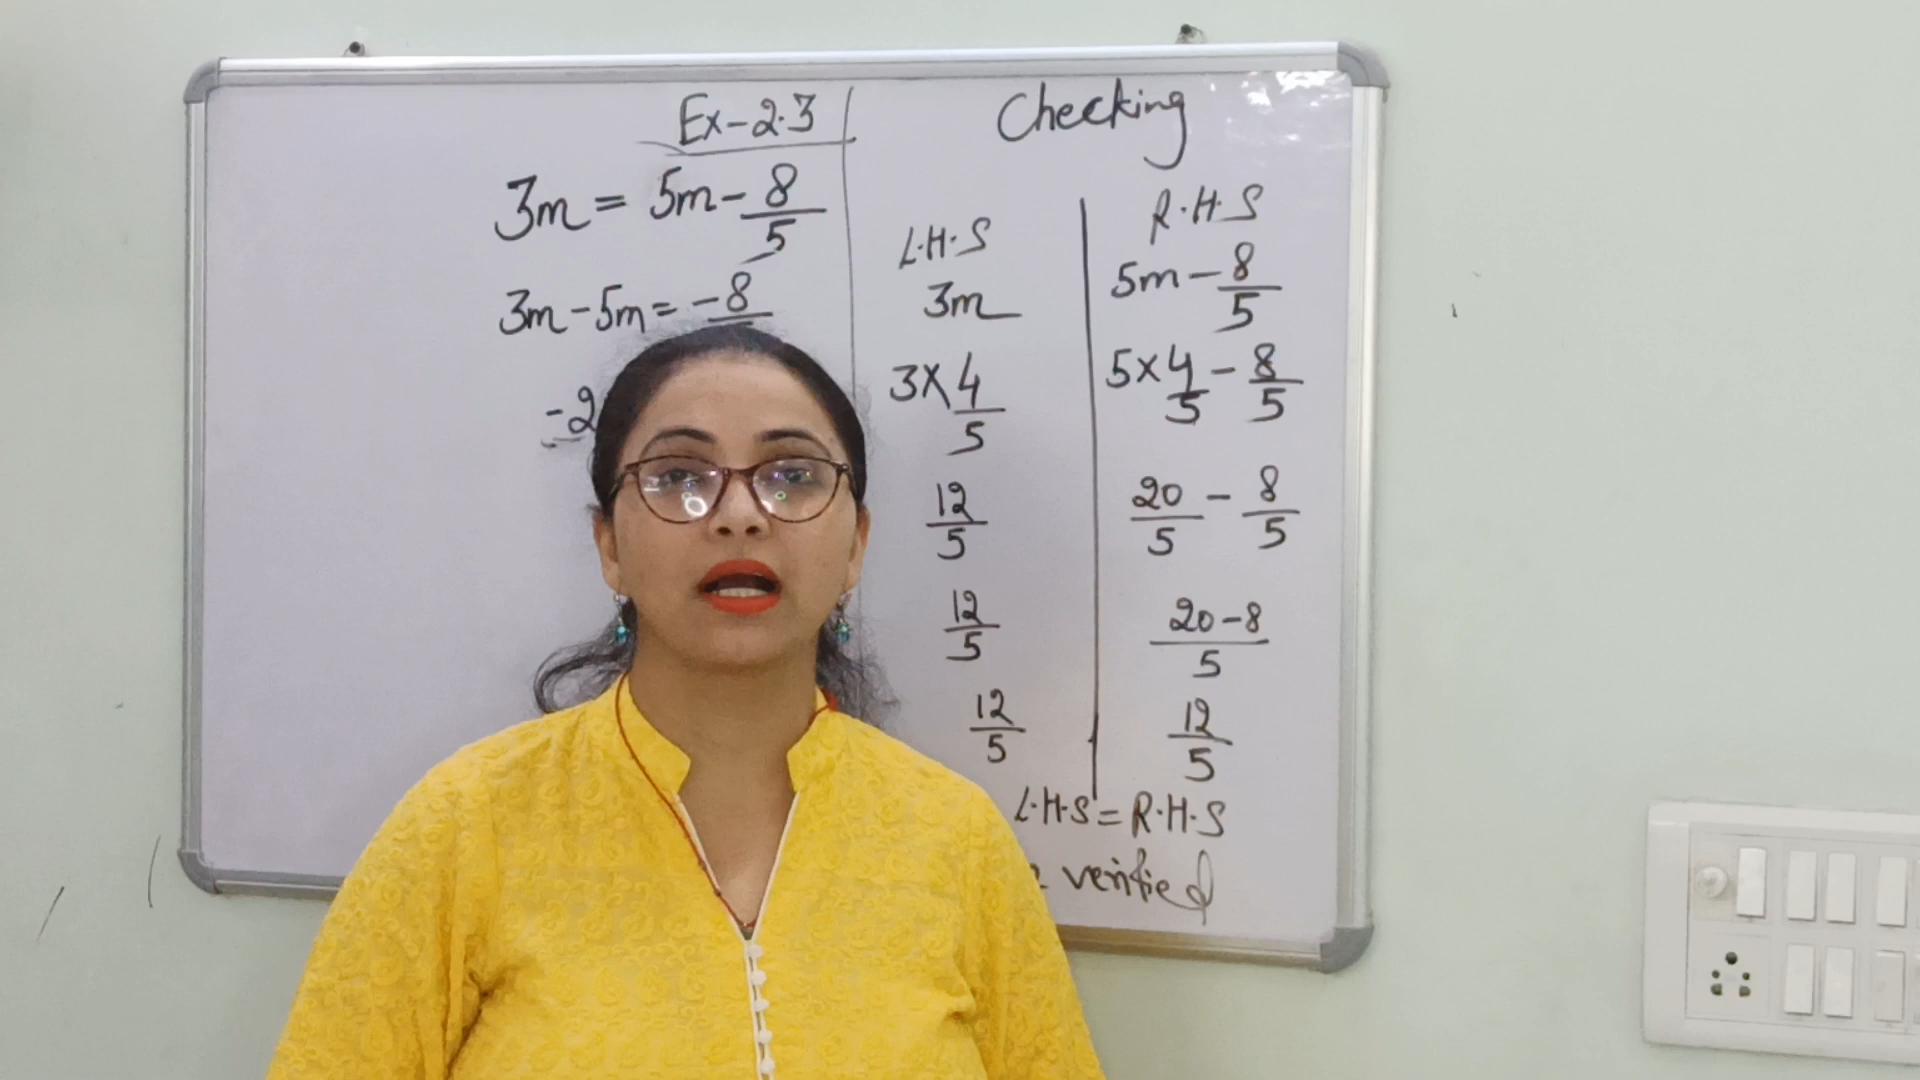 Ex-2.3
3m = 5m - 8/5
3m - 5m = -8
-2
Checking
L.H.S
3m
3 × 4/5
12/5
12/5
12/5
R.H.S
5m - 8/5
5 × 4/5 - 8/5
20/5 - 8/5
20-8/5
12/5
L.H.S = R.H.S
verified